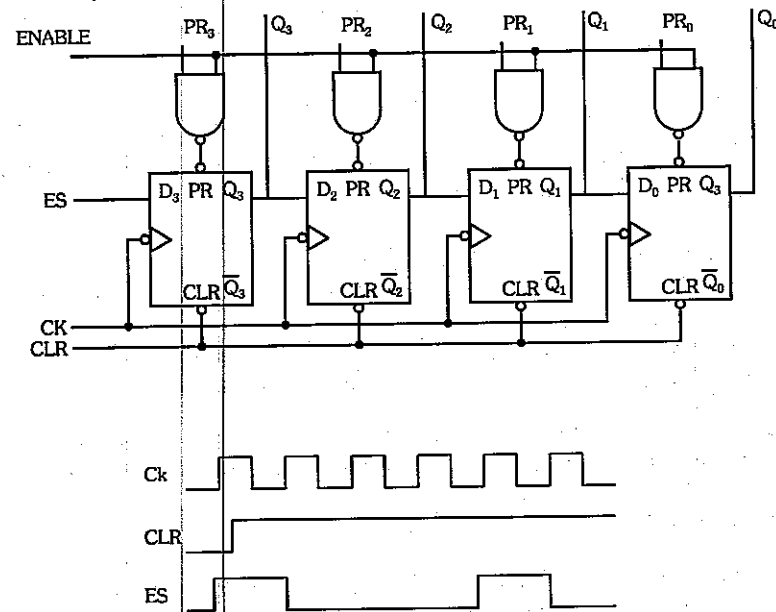 PR₃ Q₃ PR₂ Q₂ PR₁ Q₁ PR₀ Q₀
ENABLE
ES D₃ PR Q₃ D₂ PR Q₂ D₁ PR Q₁ D₀ PR Q₃
CLR Q̅₃ CLR Q̅₂ CLR Q̅₁ CLR Q̅₀
CK
CLR
Ck
CLR
ES